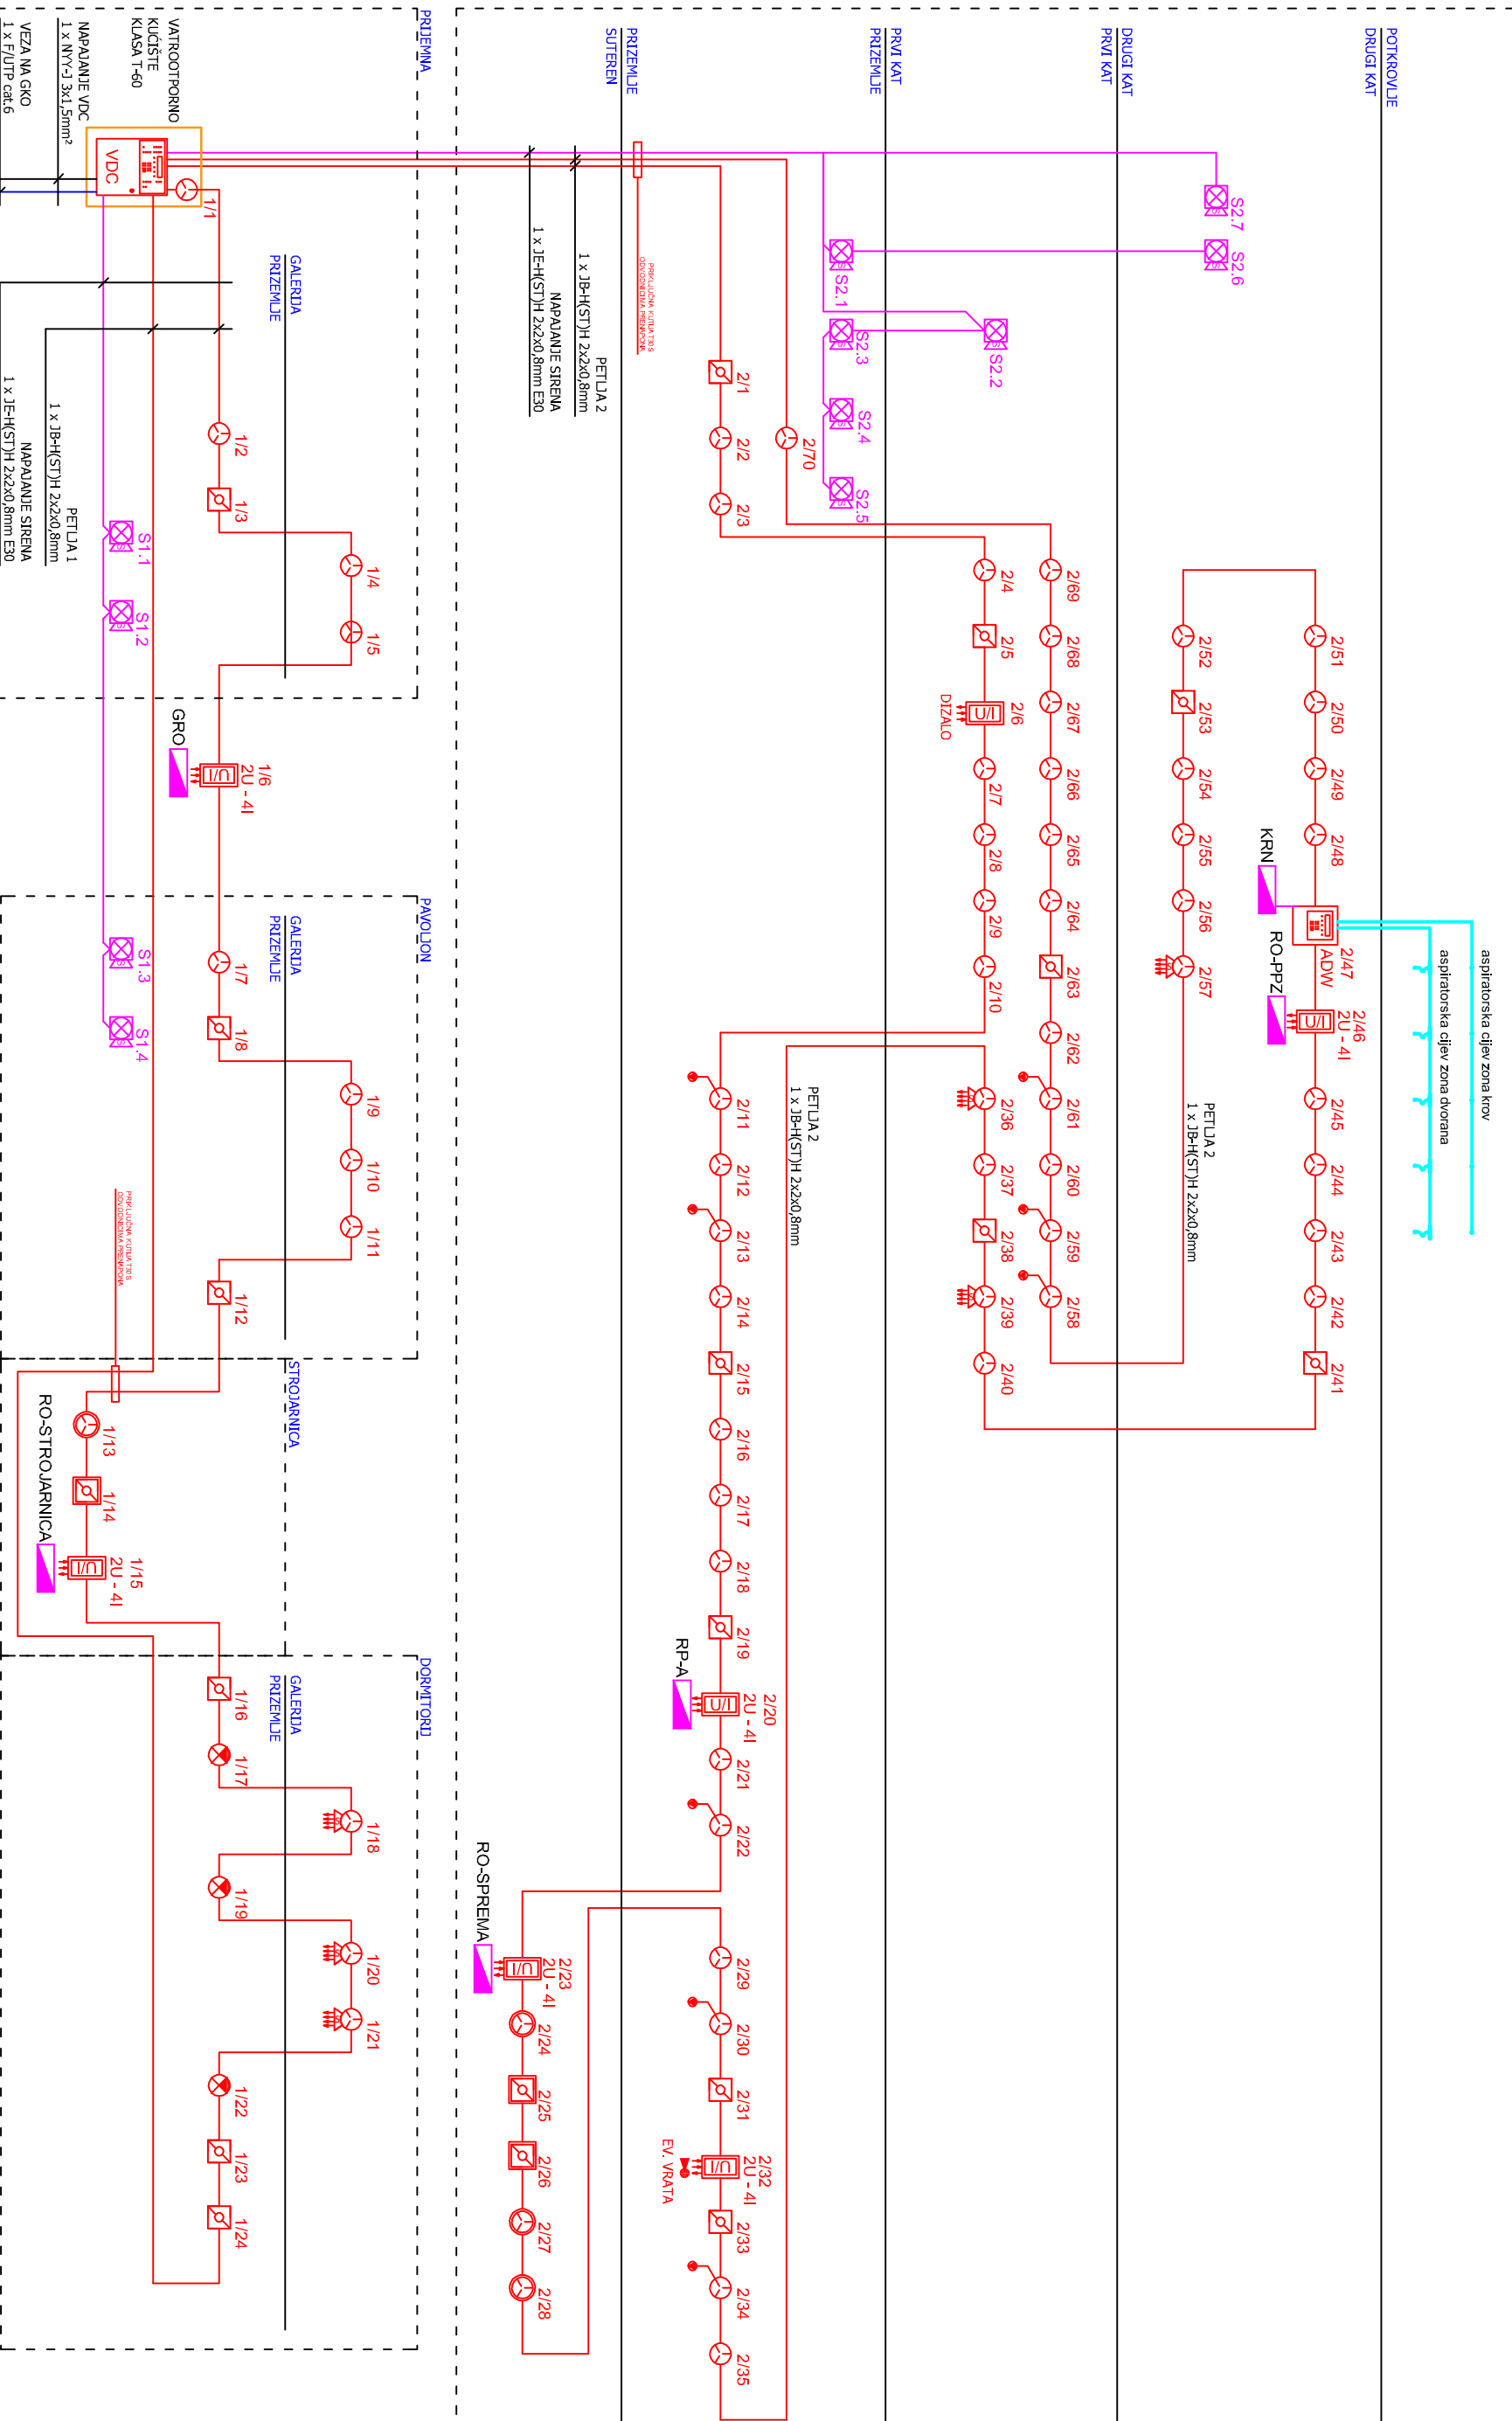 POTKROVLJE
DRUGI KAT
DRUGI KAT
PRVI KAT
PRVI KAT
PRIZEMLJE
PRIZEMLJE
SUTEREN
aspiratorska cijev zona krov
aspiratorska cijev zona dvorana
S2.7
S2.6
S2.1
S2.2
S2.3
S2.4
S2.5
2/51
2/50
2/49
2/48
KRN
2/47
ADW
RO-PPZ
2/46
2U - 4I
2/45
2/44
2/43
2/42
2/41
2/52
2/53
2/54
2/55
2/56
2/57
PETLJA 2
1 x JB-H(ST)H 2x2x0,8mm
2/69
2/68
2/67
2/66
2/65
2/64
2/63
2/62
2/61
2/60
2/59
2/58
2/4
2/5
2/6
U/I
DIZALO
2/7
2/8
2/9
2/10
2/36
2/37
2/38
2/39
2/40
2/70
PETLJA 2
1 x JB-H(ST)H 2x2x0,8mm
2/1
2/2
2/3
2/11
2/12
2/13
2/14
2/15
2/16
2/17
2/18
2/19
2/20
2U - 4I
U/I
RP-A
2/21
2/22
2/29
2/30
2/31
2/32
2U - 4I
U/I
EV. VRATA
2/33
2/34
2/35
PRIKLJUČNA KUTIJA T30 S
ODVODNICIMA PRENAPONA
PETLJA 2
1 x JB-H(ST)H 2x2x0,8mm
NAPAJANJE SIRENA
1 x JE-H(ST)H 2x2x0,8mm E30
RO-SPREMA
2/23
2U - 4I
U/I
2/24
2/25
2/26
2/27
2/28
PRIJEMNA
PAVOLJON
STROJARNICA
DORMITORIJ
GALERIJA
PRIZEMLJE
GALERIJA
PRIZEMLJE
GALERIJA
PRIZEMLJE
VATROOTPORNO
KUĆIŠTE
KLASA T-60
VDC
NAPAJANJE VDC
1 x NYY-J 3x1,5mm²
VEZA NA GKO
1 x F/UTP cat.6
1/1
1/2
1/3
1/4
1/5
1/6
2U - 4I
U/I
GRO
1/7
1/8
1/9
1/10
1/11
1/12
S1.1
S1.2
S1.3
S1.4
PETLJA 1
1 x JB-H(ST)H 2x2x0,8mm
NAPAJANJE SIRENA
1 x JE-H(ST)H 2x2x0,8mm E30
PRIKLJUČNA KUTIJA T30 S
ODVODNICIMA PRENAPONA
1/13
1/14
1/15
2U - 4I
U/I
RO-STROJARNICA
1/16
1/17
1/18
1/19
1/20
1/21
1/22
1/23
1/24